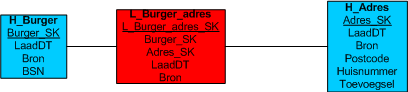 H_Burger
Burger_SK
LaadDT
Bron
BSN
L_Burger_adres
L_Burger_adres_SK
Burger_SK
Adres_SK
LaadDT
Bron
H_Adres
Adres_SK
LaadDT
Bron
Postcode
Huisnummer
Toevoegsel